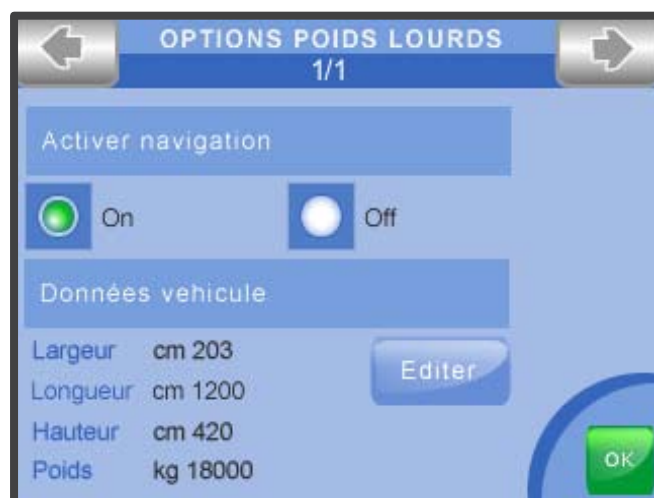 OPTIONS POIDS LOURDS
1/1
Activer navigation
On Off
Données vehicule
Largeur cm 203
Editer
Longueur cm 1200
Hauteur cm 420
Poids kg 18000
OK